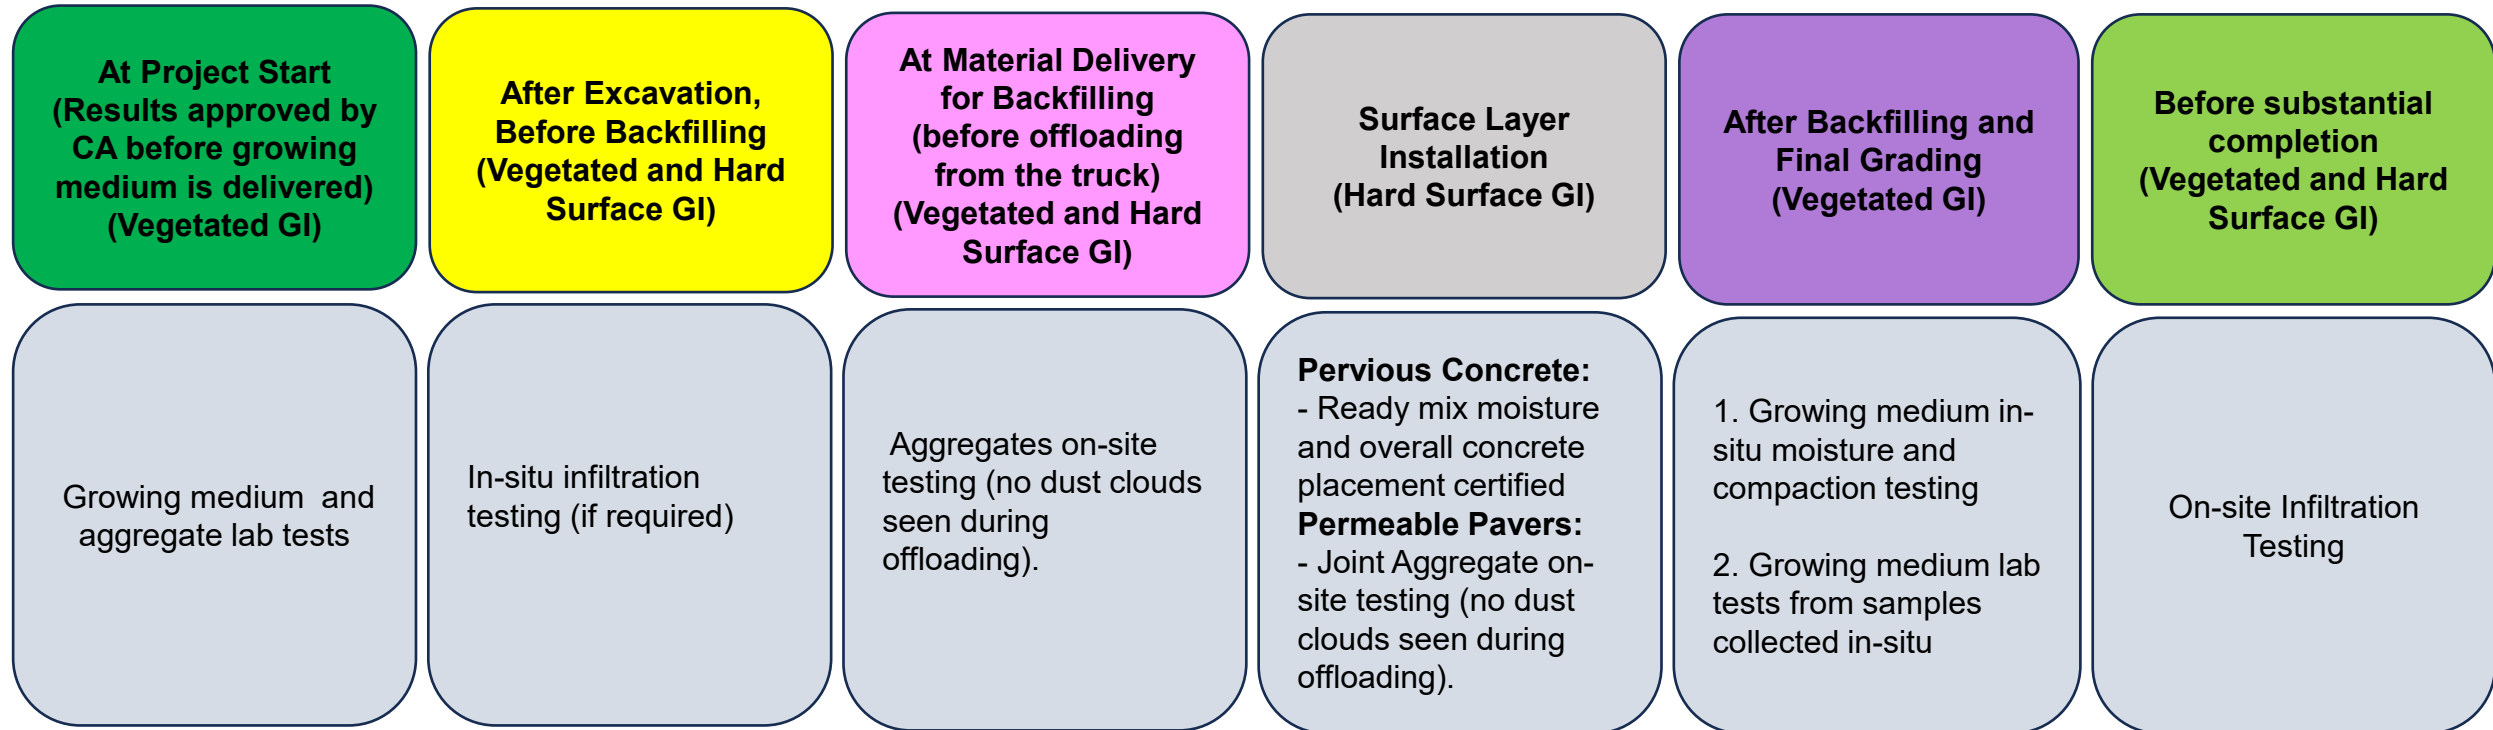 At Project Start
(Results approved by
CA before growing
medium is delivered)
(Vegetated GI)
After Excavation,
Before Backfilling
(Vegetated and Hard
Surface GI)
At Material Delivery
for Backfilling
(before offloading
from the truck)
(Vegetated and Hard
Surface GI)
Surface Layer
Installation
(Hard Surface GI)
After Backfilling and
Final Grading
(Vegetated GI)
Before substantial
completion
(Vegetated and Hard
Surface GI)
Growing medium and
aggregate lab tests
In-situ infiltration
testing (if required)
Aggregates on-site
testing (no dust clouds
seen during
offloading).
Pervious Concrete:
- Ready mix moisture
and overall concrete
placement certified
Permeable Pavers:
- Joint Aggregate on-
site testing (no dust
clouds seen during
offloading).
1. Growing medium in-
situ moisture and
compaction testing
2. Growing medium lab
tests from samples
collected in-situ
On-site Infiltration
Testing